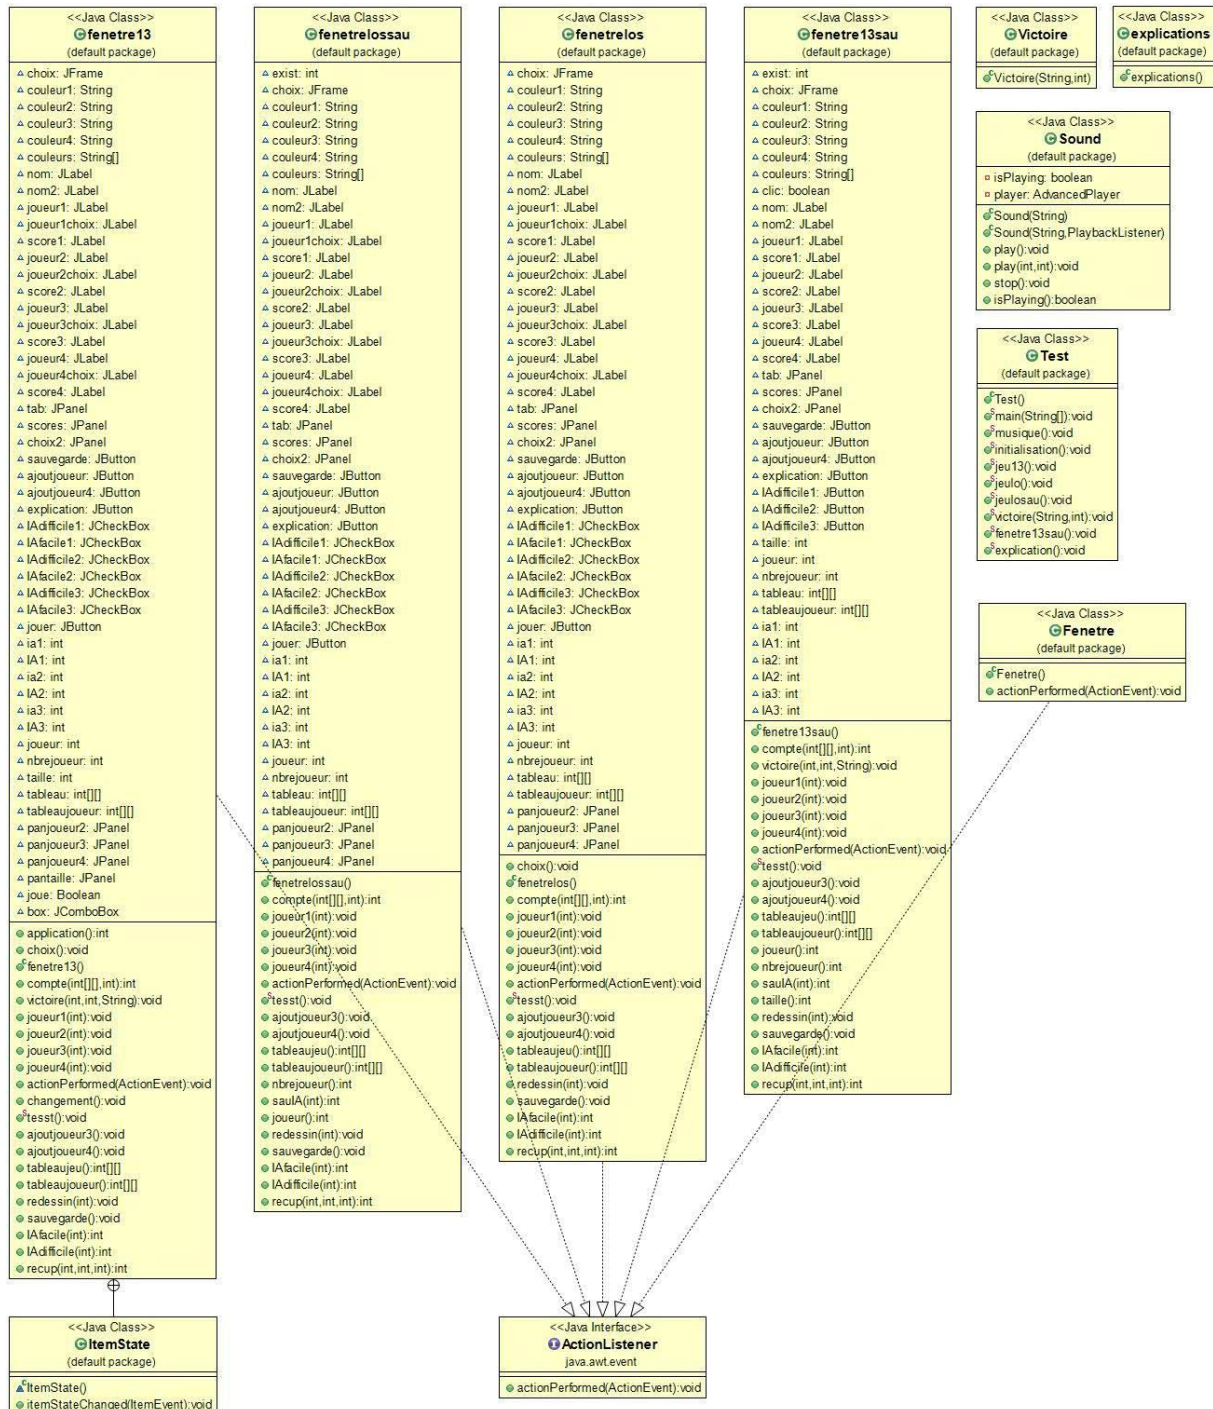 <<Java Class>>
fenetre13
(default package)
choix: JFrame
couleur1: String
couleur2: String
couleur3: String
couleur4: String
couleurs: String[]
nom: JLabel
nom2: JLabel
joueur1: JLabel
joueur1choix: JLabel
score1: JLabel
joueur2: JLabel
joueur2choix: JLabel
score2: JLabel
joueur3: JLabel
joueur3choix: JLabel
score3: JLabel
joueur4: JLabel
joueur4choix: JLabel
score4: JLabel
tab: JPanel
scores: JPanel
choix2: JPanel
sauvegarde: JButton
ajoutjoueur: JButton
ajoutjoueur4: JButton
explication: JButton
IAdifficile1: JCheckBox
IAfacile1: JCheckBox
IAdifficile2: JCheckBox
IAfacile2: JCheckBox
IAdifficile3: JCheckBox
IAfacile3: JCheckBox
jouer: JButton
ia1: int
IA1: int
ia2: int
IA2: int
ia3: int
IA3: int
joueur: int
nbrejoueur: int
taille: int
tableau: int[][]
tableaujoueur: int[][]
panjoueur2: JPanel
panjoueur3: JPanel
panjoueur4: JPanel
pantaille: JPanel
joue: Boolean
box: JComboBox
application():int
choix():void
fenetre13()
compte(int[][],int):int
victoire(int,int,String):void
joueur1(int):void
joueur2(int):void
joueur3(int):void
joueur4(int):void
actionPerformed(ActionEvent):void
changement():void
tesst():void
ajoutjoueur3():void
ajoutjoueur4():void
tableaujeu():int[][]
tableaujoueur():int[][]
redessin(int):void
sauvegarde():void
IAfacile(int):int
IAdifficile(int):int
recup(int,int,int):int
<<Java Class>>
ItemState
(default package)
ItemState()
itemStateChanged(ItemEvent):void
<<Java Class>>
fenetrelossau
(default package)
exist: int
choix: JFrame
couleur1: String
couleur2: String
couleur3: String
couleur4: String
couleurs: String[]
nom: JLabel
nom2: JLabel
joueur1: JLabel
joueur1choix: JLabel
score1: JLabel
joueur2: JLabel
joueur2choix: JLabel
score2: JLabel
joueur3: JLabel
joueur3choix: JLabel
score3: JLabel
joueur4: JLabel
joueur4choix: JLabel
score4: JLabel
tab: JPanel
scores: JPanel
choix2: JPanel
sauvegarde: JButton
ajoutjoueur: JButton
ajoutjoueur4: JButton
explication: JButton
IAdifficile1: JCheckBox
IAfacile1: JCheckBox
IAdifficile2: JCheckBox
IAfacile2: JCheckBox
IAdifficile3: JCheckBox
IAfacile3: JCheckBox
jouer: JButton
ia1: int
IA1: int
ia2: int
IA2: int
ia3: int
IA3: int
joueur: int
nbrejoueur: int
tableau: int[][]
tableaujoueur: int[][]
panjoueur2: JPanel
panjoueur3: JPanel
panjoueur4: JPanel
fenetrelossau()
compte(int[][],int):int
joueur1(int):void
joueur2(int):void
joueur3(int):void
joueur4(int):void
actionPerformed(ActionEvent):void
tesst():void
ajoutjoueur3():void
ajoutjoueur4():void
tableaujeu():int[][]
tableaujoueur():int[][]
nbrejoueur():int
sauIA(int):int
joueur():int
redessin(int):void
sauvegarde():void
IAfacile(int):int
IAdifficile(int):int
recup(int,int,int):int
<<Java Class>>
fenetrelos
(default package)
choix: JFrame
couleur1: String
couleur2: String
couleur3: String
couleur4: String
couleurs: String[]
nom: JLabel
nom2: JLabel
joueur1: JLabel
joueur1choix: JLabel
score1: JLabel
joueur2: JLabel
joueur2choix: JLabel
score2: JLabel
joueur3: JLabel
joueur3choix: JLabel
score3: JLabel
joueur4: JLabel
joueur4choix: JLabel
score4: JLabel
tab: JPanel
scores: JPanel
choix2: JPanel
sauvegarde: JButton
ajoutjoueur: JButton
ajoutjoueur4: JButton
explication: JButton
IAdifficile1: JCheckBox
IAfacile1: JCheckBox
IAdifficile2: JCheckBox
IAfacile2: JCheckBox
IAdifficile3: JCheckBox
IAfacile3: JCheckBox
jouer: JButton
ia1: int
IA1: int
ia2: int
IA2: int
ia3: int
IA3: int
joueur: int
nbrejoueur: int
tableau: int[][]
tableaujoueur: int[][]
panjoueur2: JPanel
panjoueur3: JPanel
panjoueur4: JPanel
choix():void
fenetrelos()
compte(int[][],int):int
joueur1(int):void
joueur2(int):void
joueur3(int):void
joueur4(int):void
actionPerformed(ActionEvent):void
tesst():void
ajoutjoueur3():void
ajoutjoueur4():void
tableaujeu():int[][]
tableaujoueur():int[][]
redessin(int):void
sauvegarde():void
IAfacile(int):int
IAdifficile(int):int
recup(int,int,int):int
<<Java Interface>>
ActionListener
java.awt.event
actionPerformed(ActionEvent):void
<<Java Class>>
fenetre13sau
(default package)
exist: int
choix: JFrame
couleur1: String
couleur2: String
couleur3: String
couleur4: String
couleurs: String[]
clic: boolean
nom: JLabel
nom2: JLabel
joueur1: JLabel
score1: JLabel
joueur2: JLabel
score2: JLabel
joueur3: JLabel
score3: JLabel
joueur4: JLabel
score4: JLabel
tab: JPanel
scores: JPanel
choix2: JPanel
sauvegarde: JButton
ajoutjoueur: JButton
ajoutjoueur4: JButton
explication: JButton
IAdifficile1: JButton
IAdifficile2: JButton
IAdifficile3: JButton
taille: int
joueur: int
nbrejoueur: int
tableau: int[][]
tableaujoueur: int[][]
ia1: int
IA1: int
ia2: int
IA2: int
ia3: int
IA3: int
fenetre13sau()
compte(int[][],int):int
victoire(int,int,String):void
joueur1(int):void
joueur2(int):void
joueur3(int):void
joueur4(int):void
actionPerformed(ActionEvent):void
tesst():void
ajoutjoueur3():void
ajoutjoueur4():void
tableaujeu():int[][]
tableaujoueur():int[][]
joueur():int
nbrejoueur():int
sauIA(int):int
taille():int
redessin(int):void
sauvegarde():void
IAfacile(int):int
IAdifficile(int):int
recup(int,int,int):int
<<Java Class>>
Victoire
(default package)
Victoire(String,int)
<<Java Class>>
explications
(default package)
explications()
<<Java Class>>
Sound
(default package)
isPlaying: boolean
player: AdvancedPlayer
Sound(String)
Sound(String,PlaybackListener)
play():void
play(int,int):void
stop():void
isPlaying():boolean
<<Java Class>>
Test
(default package)
Test()
main(String[]):void
musique():void
initialisation():void
jeu13():void
jeulo():void
jeulosau():void
victoire(String,int):void
fenetre13sau():void
explication():void
<<Java Class>>
Fenetre
(default package)
Fenetre()
actionPerformed(ActionEvent):void